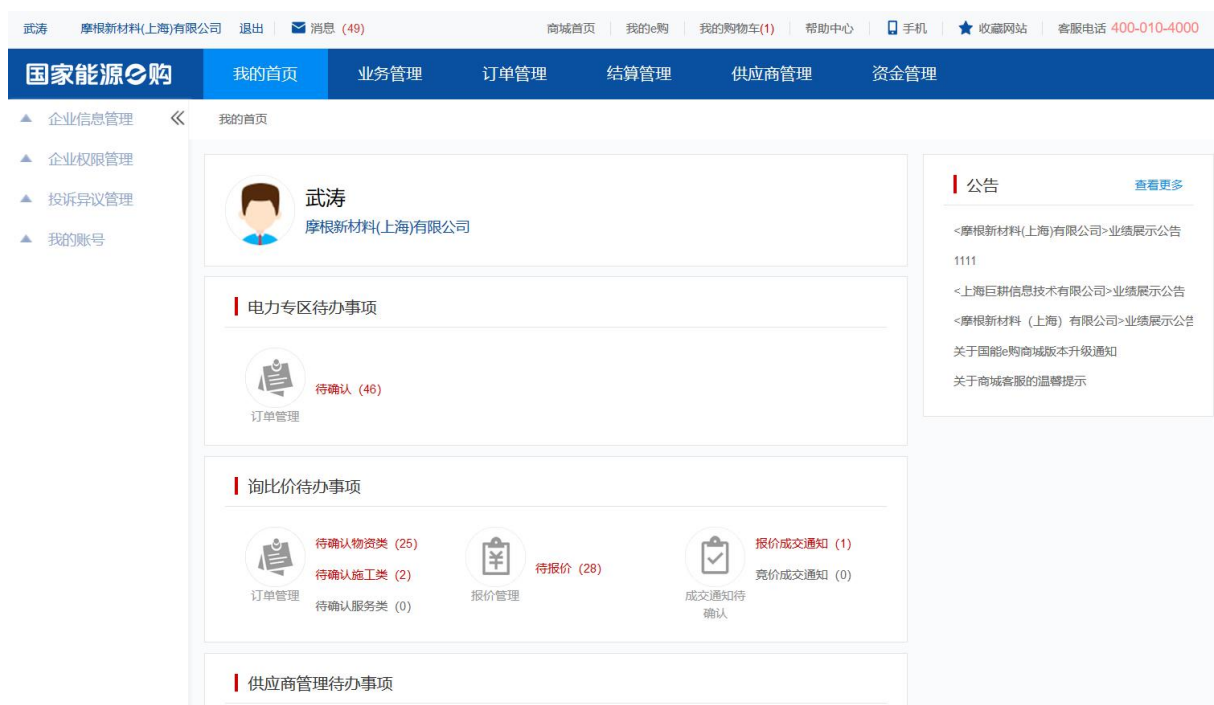 武涛 摩根新材料(上海)有限公司 退出 消息 (49) 商城首页 我的e购 我的购物车(1) 帮助中心 手机 收藏网站 客服电话 400-010-4000
国家能源e购 我的首页 业务管理 订单管理 结算管理 供应商管理 资金管理
企业信息管理
企业权限管理
投诉异议管理
我的账号
我的首页
武涛
摩根新材料(上海)有限公司
电力专区待办事项
待确认 (46)
订单管理
询比价待办事项
待确认物资类 (25)
待确认施工类 (2)
待确认服务类 (0)
订单管理
待报价 (28)
报价管理
报价成交通知 (1)
竞价成交通知 (0)
成交通知待
确认
供应商管理待办事项
公告 查看更多
<摩根新材料(上海)有限公司>业绩展示公告
1111
<上海巨耕信息技术有限公司>业绩展示公告
<摩根新材料（上海）有限公司>业绩展示公告
关于国能e购商城版本升级通知
关于商城客服的温馨提示